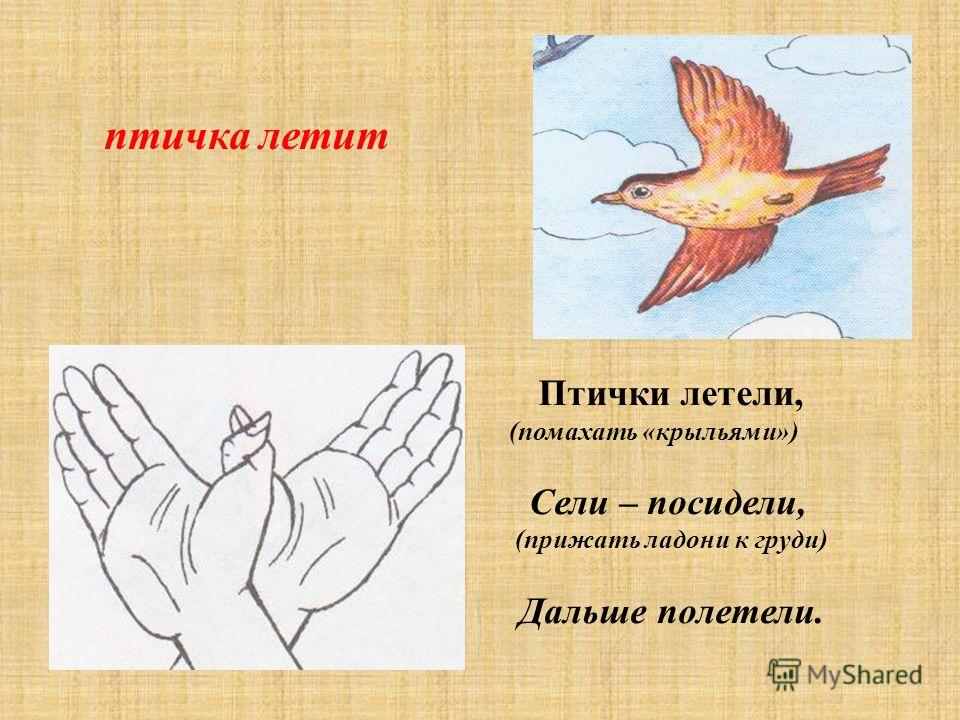 птичка летит
Птички летели,
(помахать «крыльями»)
Сели – посидели,
(прижать ладони к груди)
Дальше полетели.
MyShared